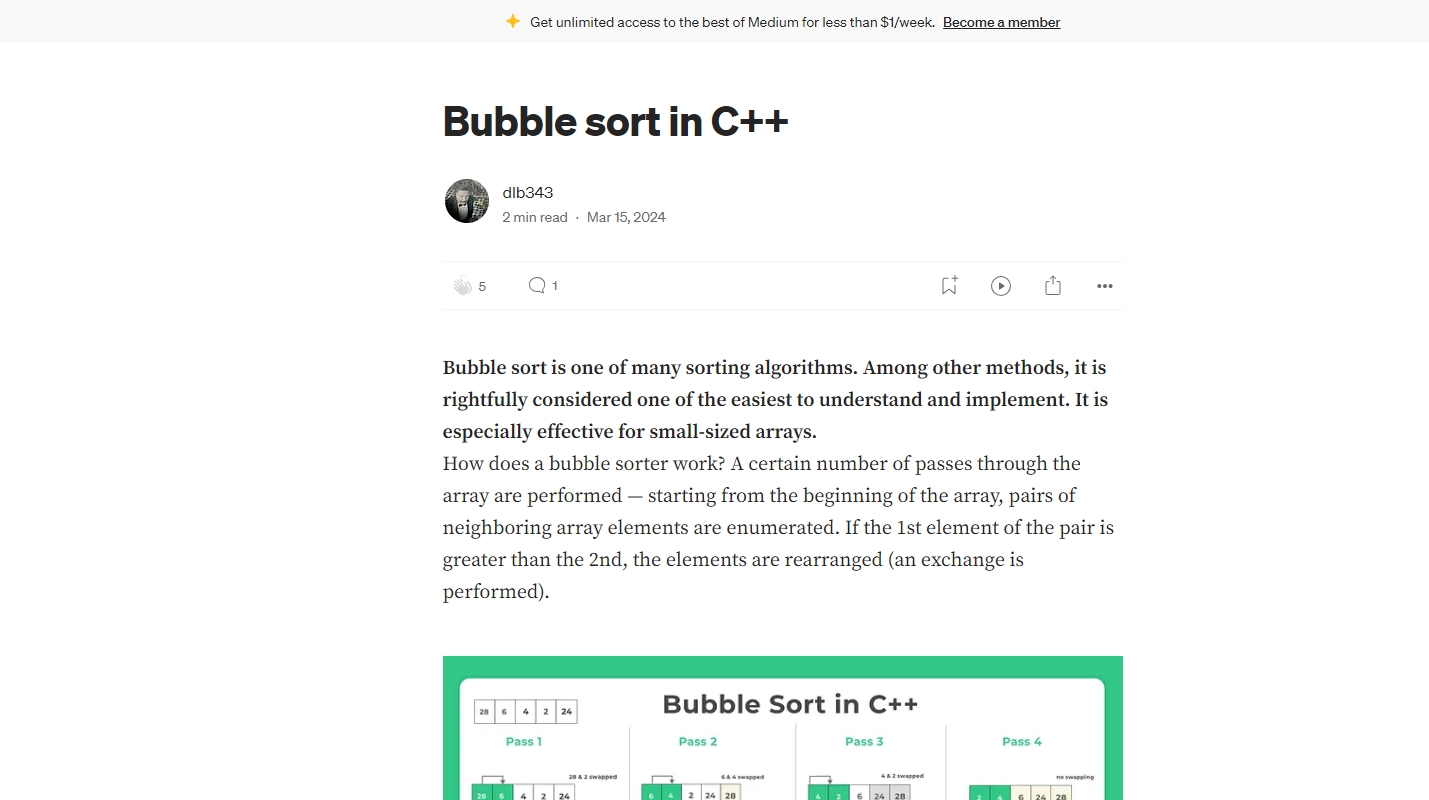 Get unlimited access to the best of Medium for less than $1/week. Become a member
Bubble sort in C++
dlb343
2 min read · Mar 15, 2024
5 1
Bubble sort is one of many sorting algorithms. Among other methods, it is
rightfully considered one of the easiest to understand and implement. It is
especially effective for small-sized arrays.
How does a bubble sorter work? A certain number of passes through the
array are performed — starting from the beginning of the array, pairs of
neighboring array elements are enumerated. If the 1st element of the pair is
greater than the 2nd, the elements are rearranged (an exchange is
performed).
Bubble Sort in C++
28 6 4 2 24
Pass 1 Pass 2 Pass 3 Pass 4
28 & 2 swapped 6 & 4 swapped 4 & 2 swapped no swapping
28 6 4 2 24 6 4 2 24 28 4 2 6 24 28 2 4 6 24 28